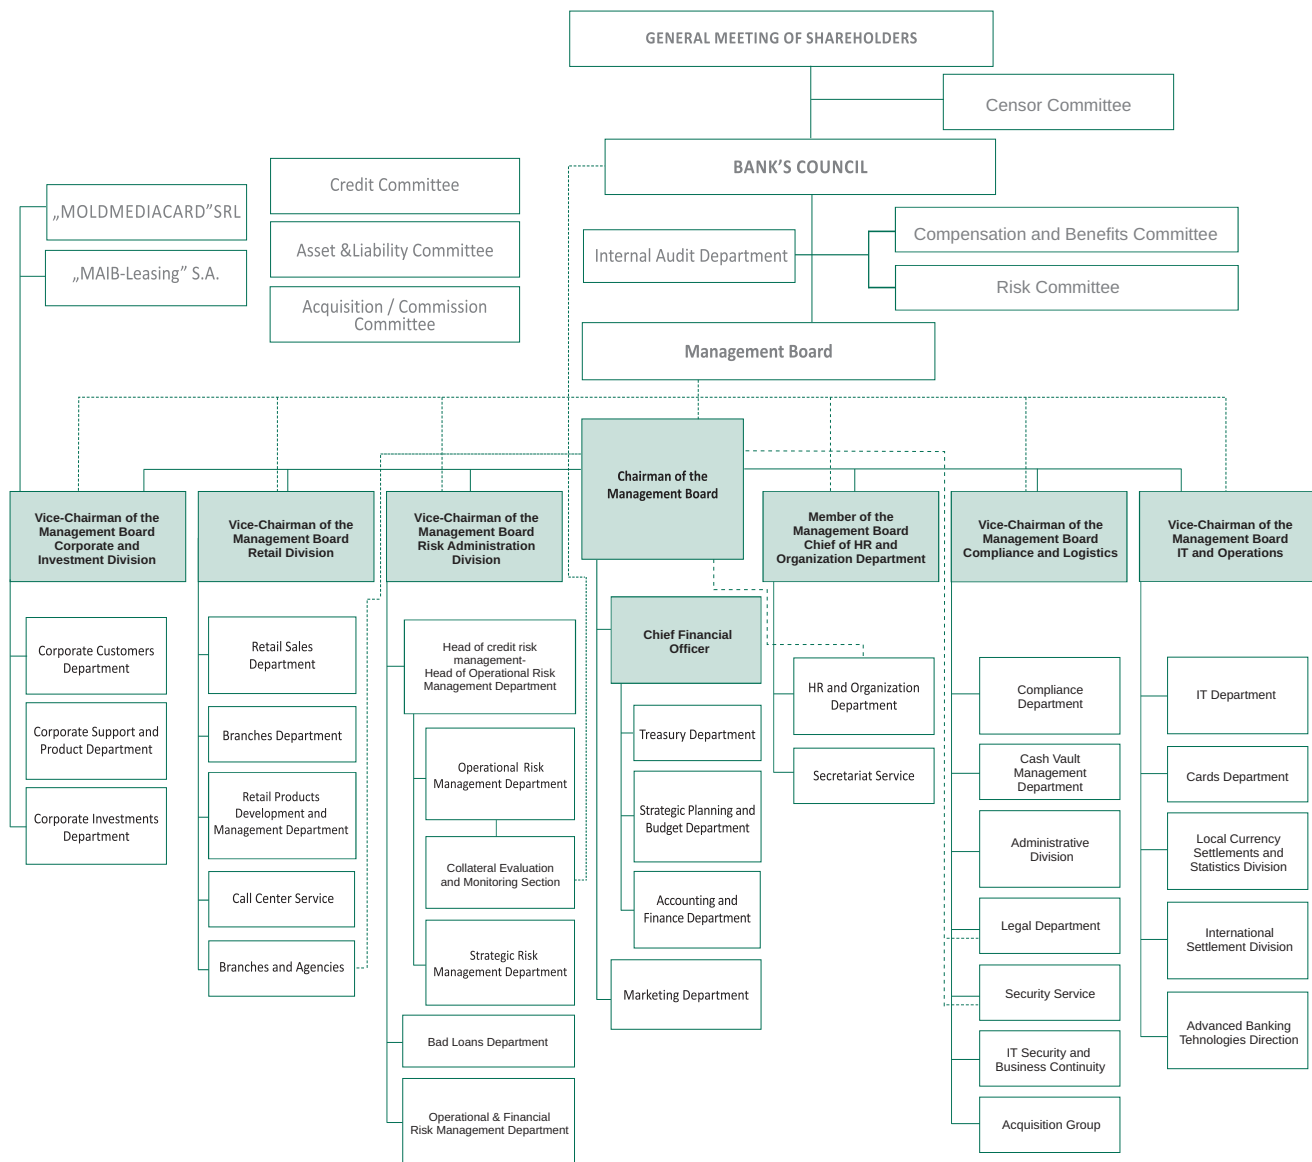 GENERAL MEETING OF SHAREHOLDERS
Censor Committee
BANK'S COUNCIL
Credit Committee
„MOLDMEDIACARD”SRL
Asset &Liability Committee
„MAIB-Leasing” S.A.
Acquisition / Commission
Committee
Internal Audit Department
Compensation and Benefits Committee
Risk Committee
Management Board
Chairman of the
Management Board
Vice-Chairman of the
Management Board
Corporate and
Investment Division
Vice-Chairman of the
Management Board
Retail Division
Vice-Chairman of the
Management Board
Risk Administration
Division
Member of the
Management Board
Chief of HR and
Organization Department
Vice-Chairman of the
Management Board
Compliance and Logistics
Vice-Chairman of the
Management Board
IT and Operations
Corporate Customers
Department
Corporate Support and
Product Department
Corporate Investments
Department
Retail Sales
Department
Branches Department
Retail Products
Development and
Management Department
Call Center Service
Branches and Agencies
Head of credit risk
management-
Head of Operational Risk
Management Department
Operational Risk
Management Department
Collateral Evaluation
and Monitoring Section
Strategic Risk
Management Department
Bad Loans Department
Operational & Financial
Risk Management Department
Chief Financial
Officer
Treasury Department
Strategic Planning and
Budget Department
Accounting and
Finance Department
Marketing Department
HR and Organization
Department
Secretariat Service
Compliance
Department
Cash Vault
Management
Department
Administrative
Division
Legal Department
Security Service
IT Security and
Business Continuity
Acquisition Group
IT Department
Cards Department
Local Currency
Settlements and
Statistics Division
International
Settlement Division
Advanced Banking
Tehnologies Direction